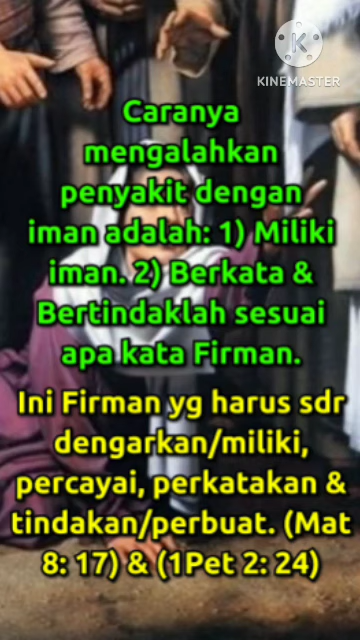 KINEMASTER
Caranya
mengalahkan
penyakit dengan
iman adalah: 1) Miliki
iman. 2) Berkata &
Bertindaklah sesuai
apa kata Firman.
Ini Firman yg harus sdr
dengarkan/miliki,
percayai, perkatakan &
tindakan/perbuat. (Mat
8: 17) & (1Pet 2: 24)